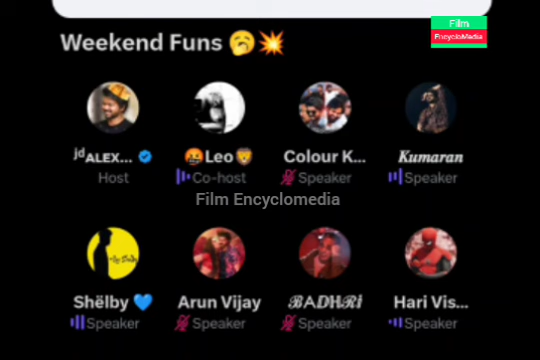 Film
EncycloMedia
Weekend Funs 🥱💥
jdALEX...
🤬Leo🦁
Colour K...
Kumaran
Host
Co-host
Speaker
Speaker
Film Encyclomedia
Shëlby 💙
Arun Vijay
BADHRi
Hari Vis...
Speaker
Speaker
Speaker
Speaker